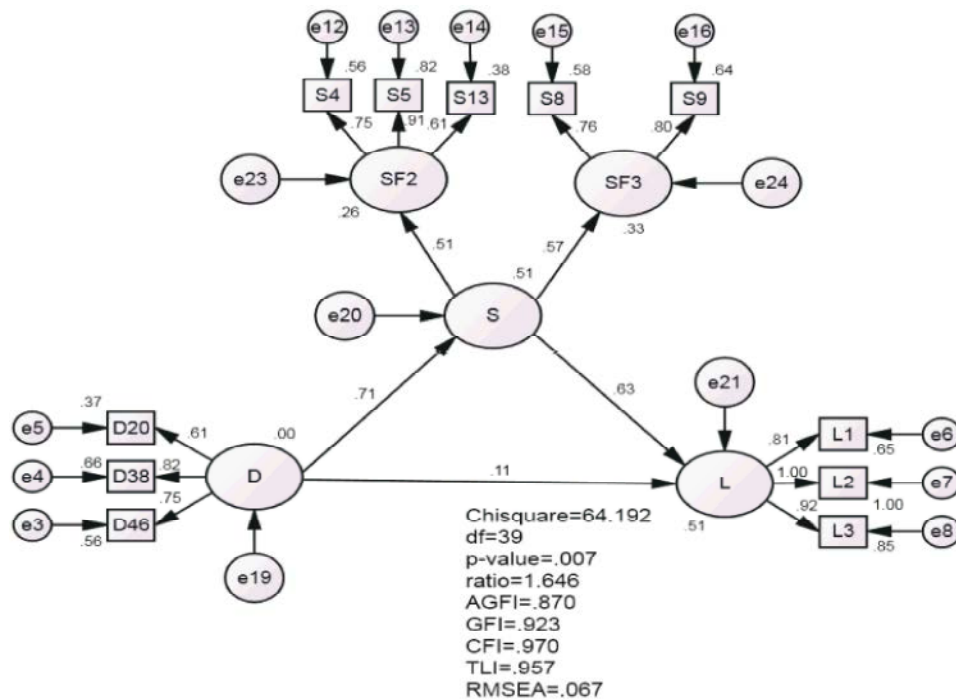 e12 e13 e14 e15 e16
.56 .82 .38 .58 .64
S4 S5 S13 S8 S9
.75 .91 .61 .76 .80
e23 SF2 SF3 e24
.26 .33
.51 .57
.51
e20 S
.71 .63
e21
.37
e5 D20 .61 .00 .81 L1 e6
.65
e4 .66 D38 .82 D .11 L 1.00 L2 e7
.75 .51 .92 1.00
e3 D46 L3 e8
.56 .85
e19
Chisquare=64.192
df=39
p-value=.007
ratio=1.646
AGFI=.870
GFI=.923
CFI=.970
TLI=.957
RMSEA=.067